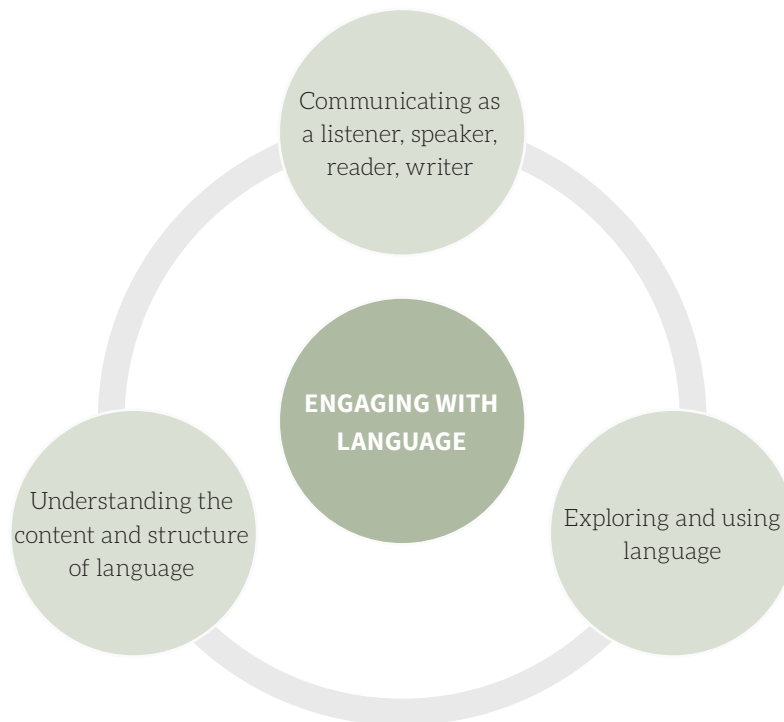 Communicating as
a listener, speaker,
reader, writer
ENGAGING WITH
LANGUAGE
Understanding the
content and structure
of language
Exploring and using
language